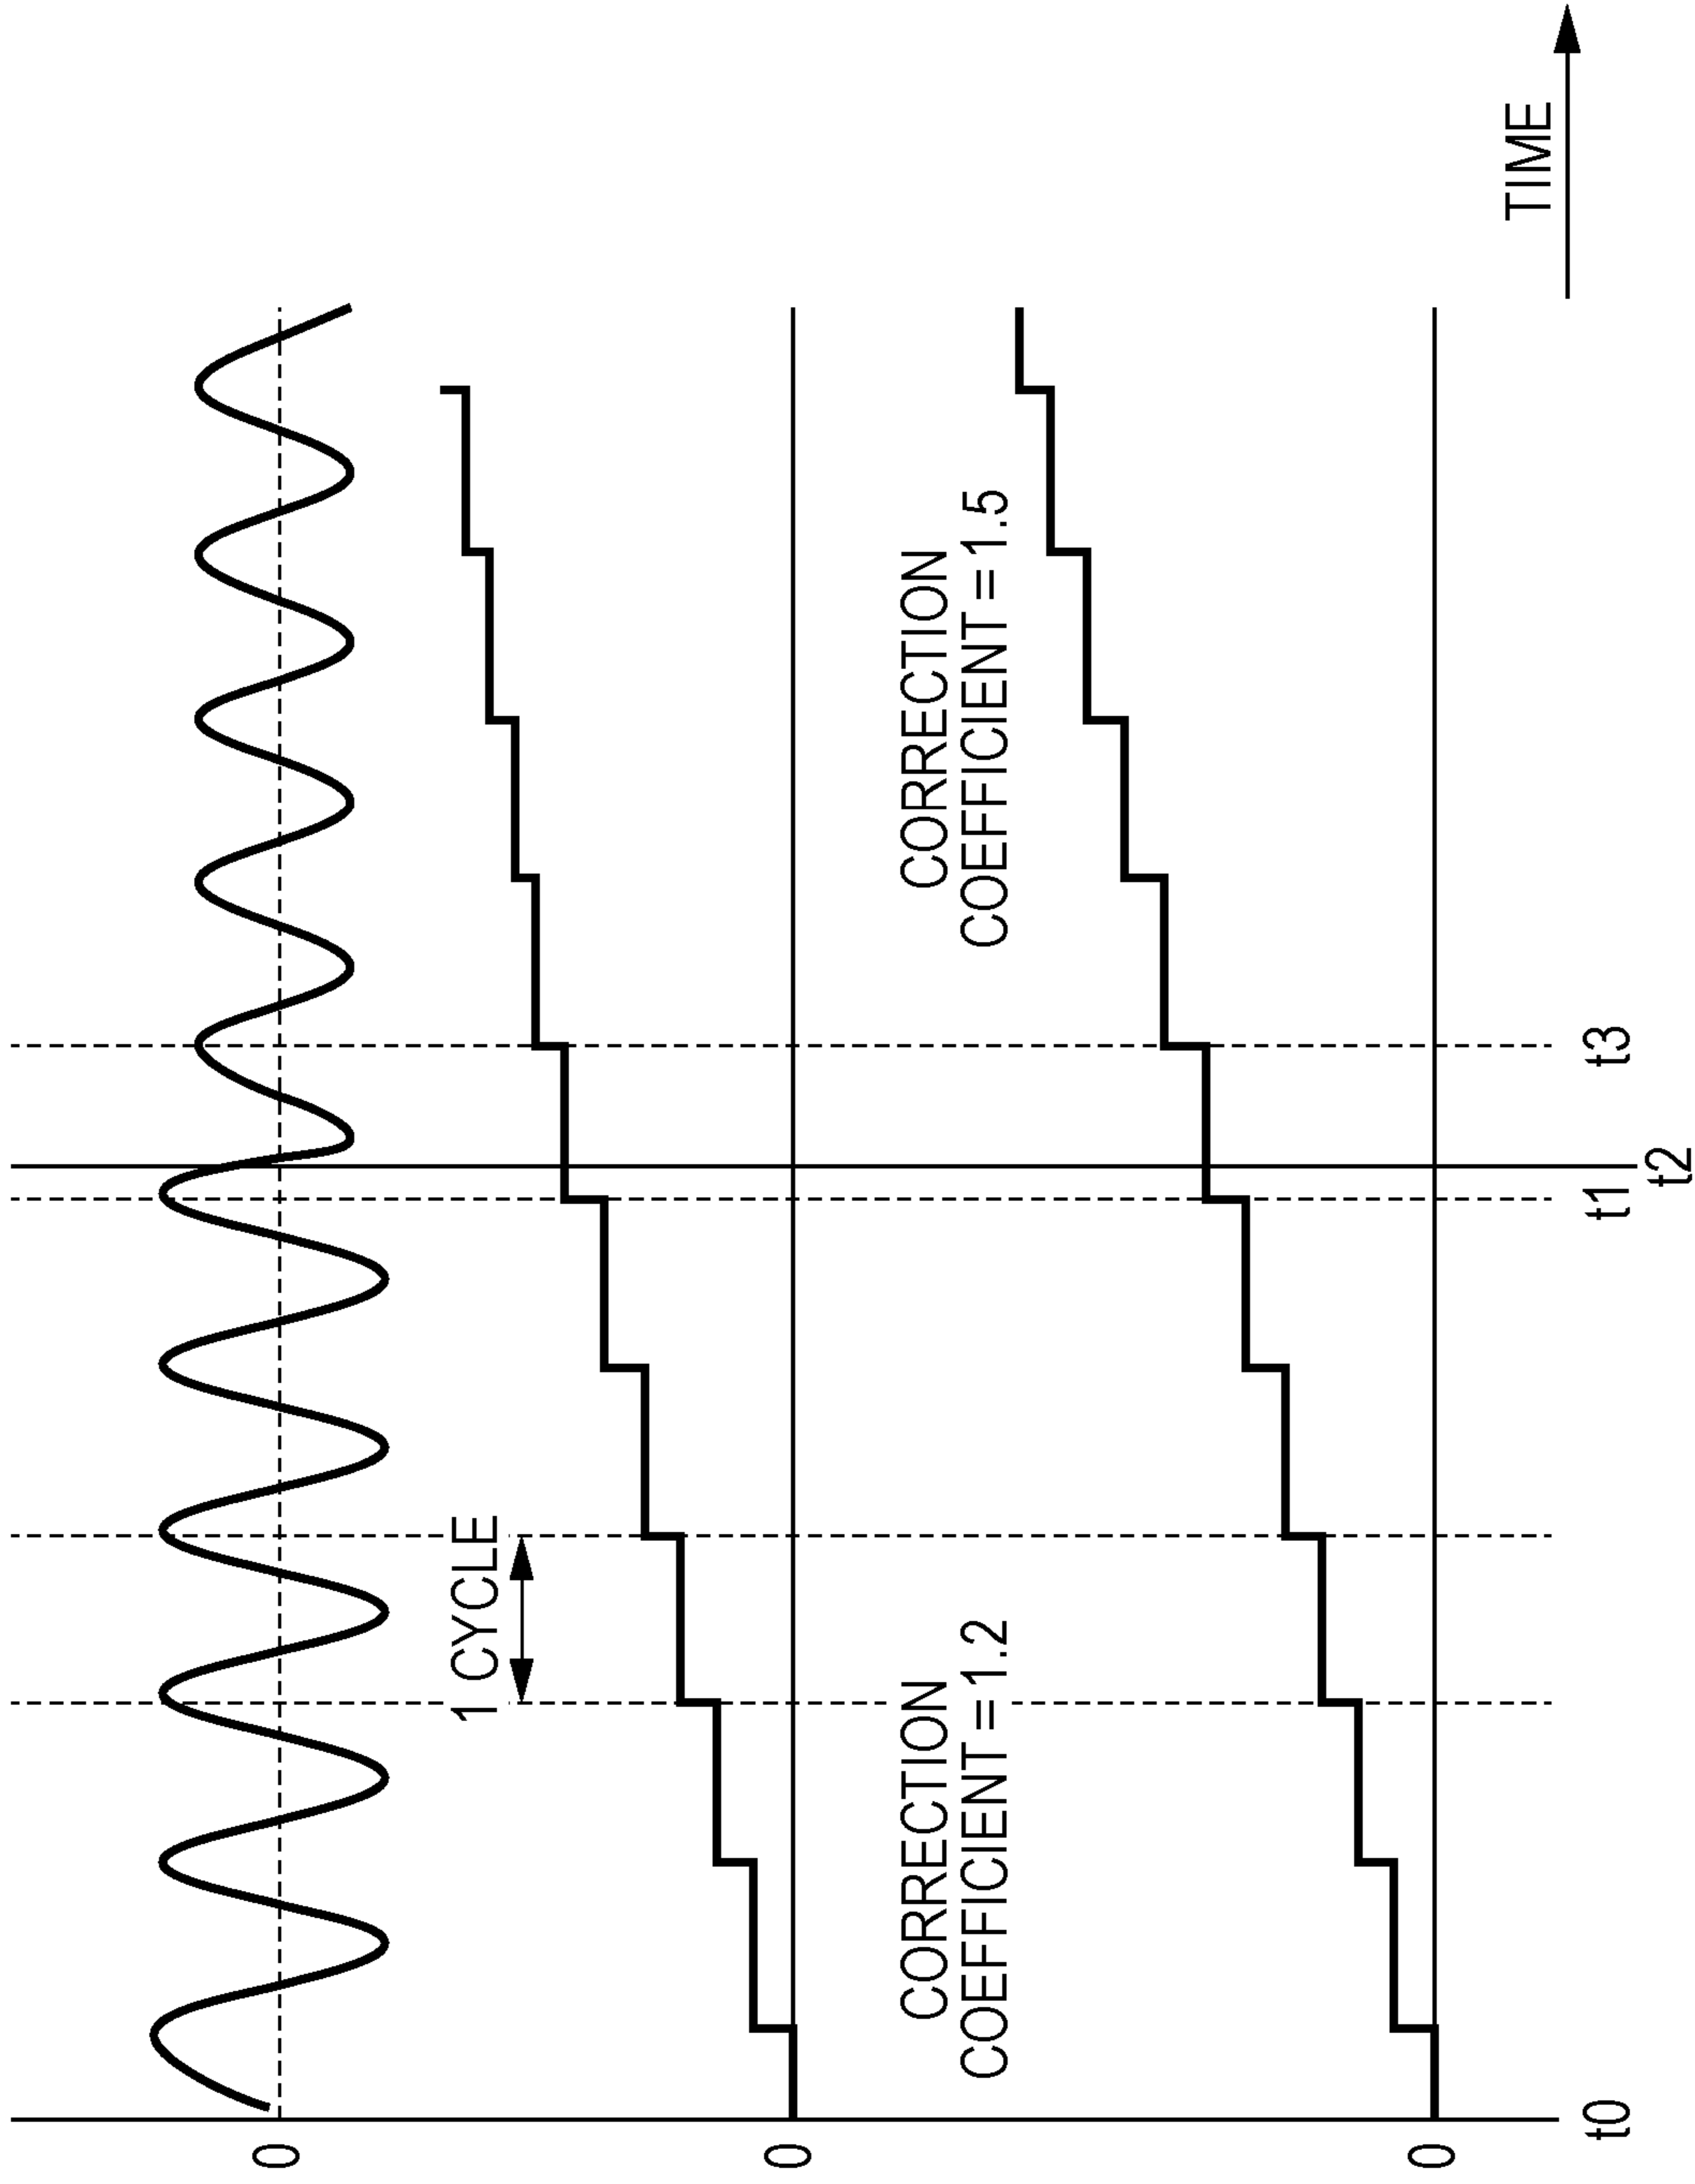 0
1 CYCLE
0
CORRECTION
COEFFICIENT = 1.2
CORRECTION
COEFFICIENT = 1.5
0
t0
t1
t2
t3
TIME